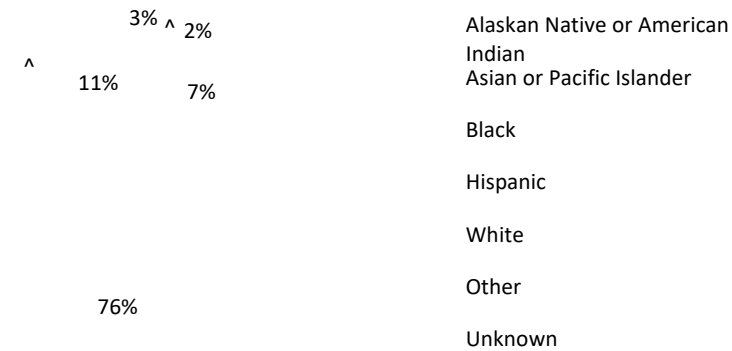 3% ^ 2%
^
11%
7%
76%
Alaskan Native or American
Indian
Asian or Pacific Islander
Black
Hispanic
White
Other
Unknown